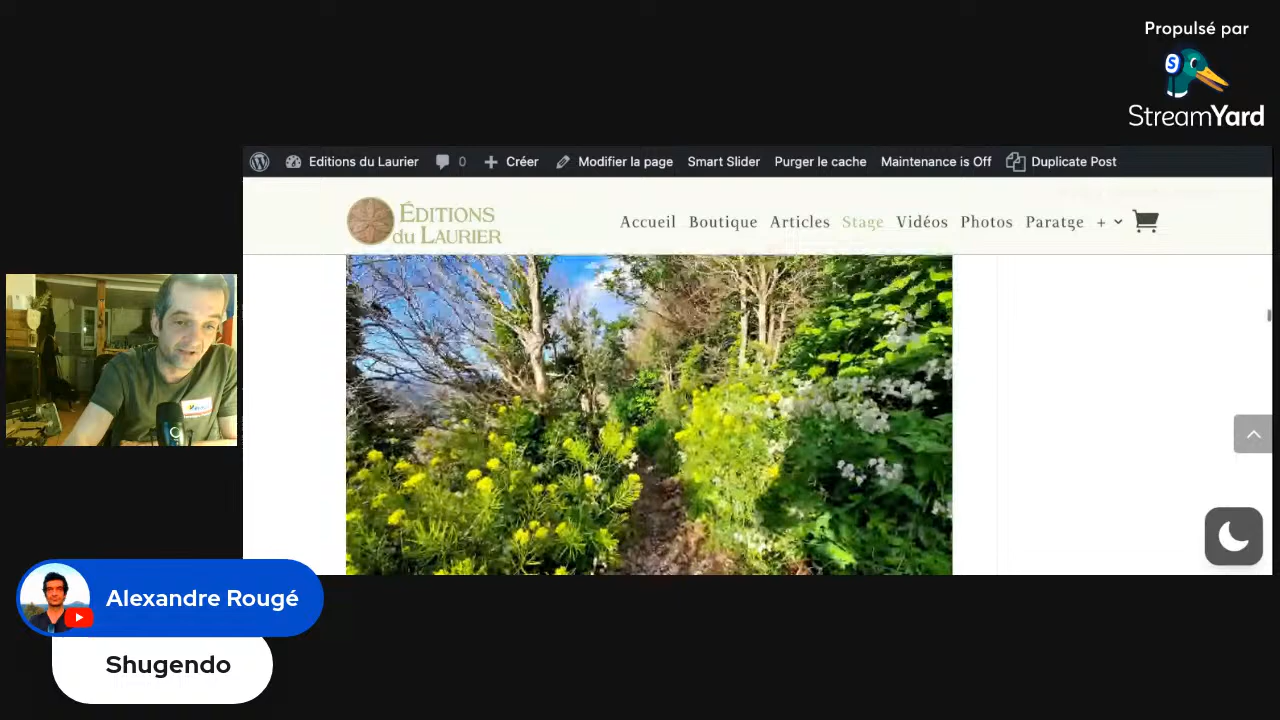 Propulsé par
StreamYard
Editions du Laurier 0 Créer Modifier la page Smart Slider Purger le cache Maintenance is Off Duplicate Post
ÉDITIONS
du LAURIER
Accueil Boutique Articles Stage Vidéos Photos Paratge +
Alexandre Rougé
Shugendo